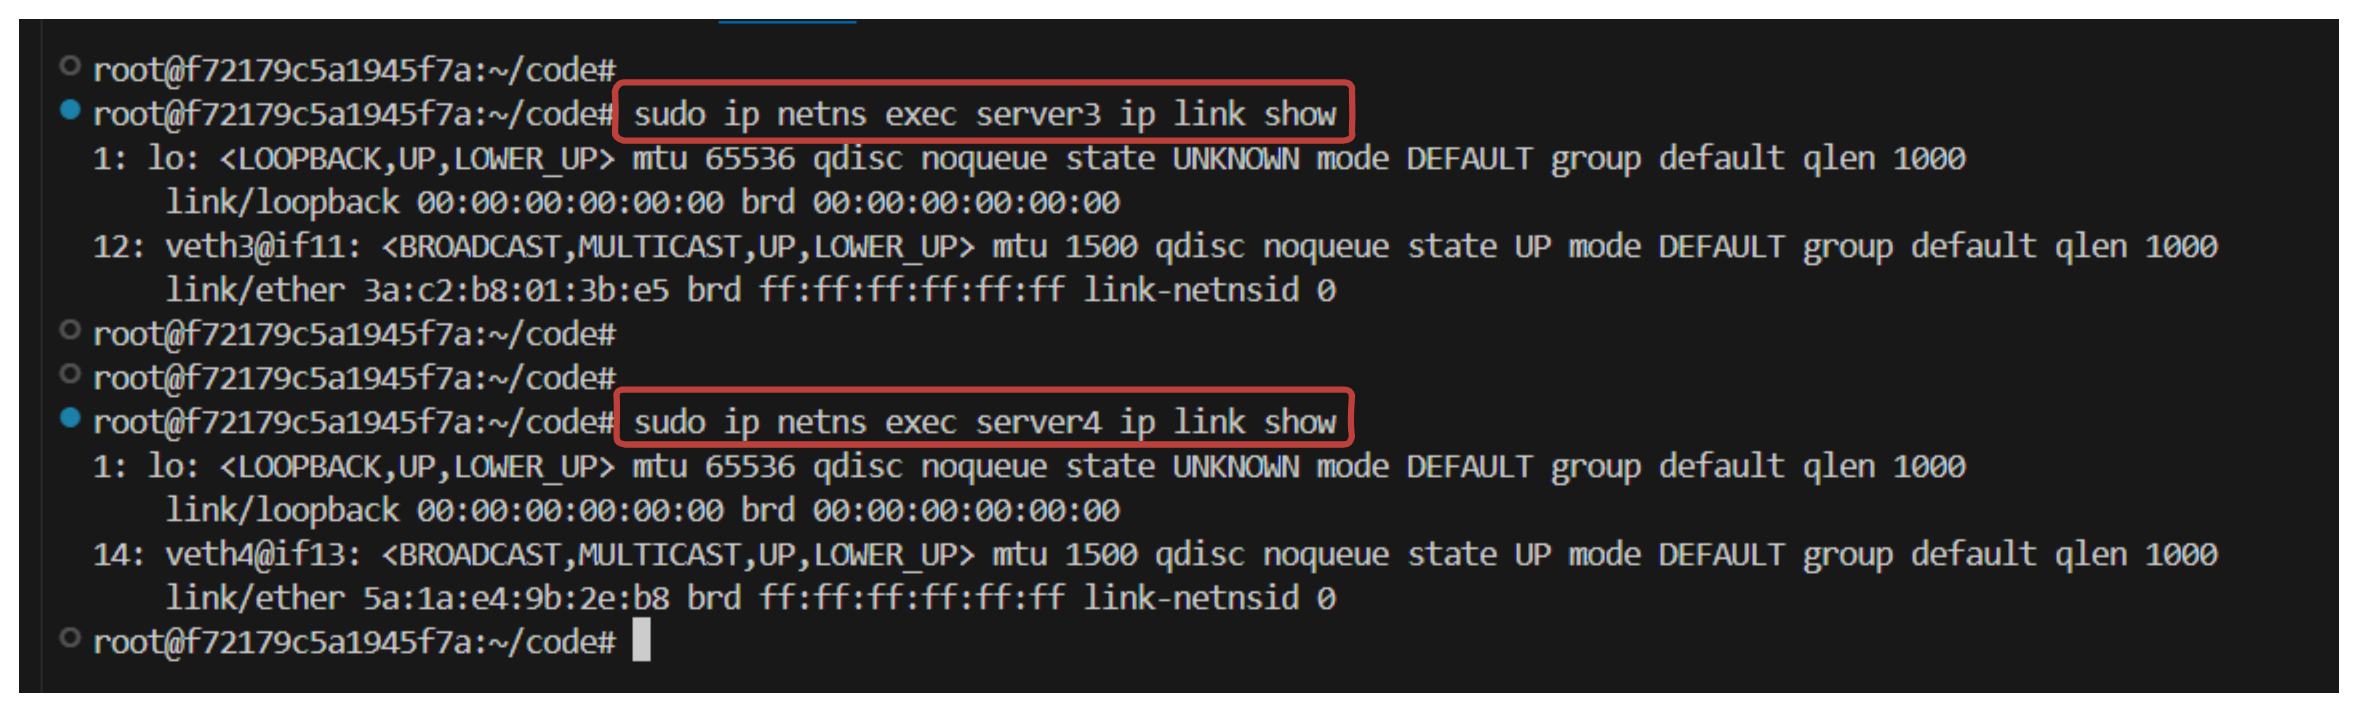 root@f72179c5a1945f7a:~/code#
root@f72179c5a1945f7a:~/code# sudo ip netns exec server3 ip link show
1: lo: <LOOPBACK,UP,LOWER_UP> mtu 65536 qdisc noqueue state UNKNOWN mode DEFAULT group default qlen 1000
    link/loopback 00:00:00:00:00:00 brd 00:00:00:00:00:00
12: veth3@if11: <BROADCAST,MULTICAST,UP,LOWER_UP> mtu 1500 qdisc noqueue state UP mode DEFAULT group default qlen 1000
    link/ether 3a:c2:b8:01:3b:e5 brd ff:ff:ff:ff:ff:ff link-netnsid 0
root@f72179c5a1945f7a:~/code#
root@f72179c5a1945f7a:~/code#
root@f72179c5a1945f7a:~/code# sudo ip netns exec server4 ip link show
1: lo: <LOOPBACK,UP,LOWER_UP> mtu 65536 qdisc noqueue state UNKNOWN mode DEFAULT group default qlen 1000
    link/loopback 00:00:00:00:00:00 brd 00:00:00:00:00:00
14: veth4@if13: <BROADCAST,MULTICAST,UP,LOWER_UP> mtu 1500 qdisc noqueue state UP mode DEFAULT group default qlen 1000
    link/ether 5a:1a:e4:9b:2e:b8 brd ff:ff:ff:ff:ff:ff link-netnsid 0
root@f72179c5a1945f7a:~/code#